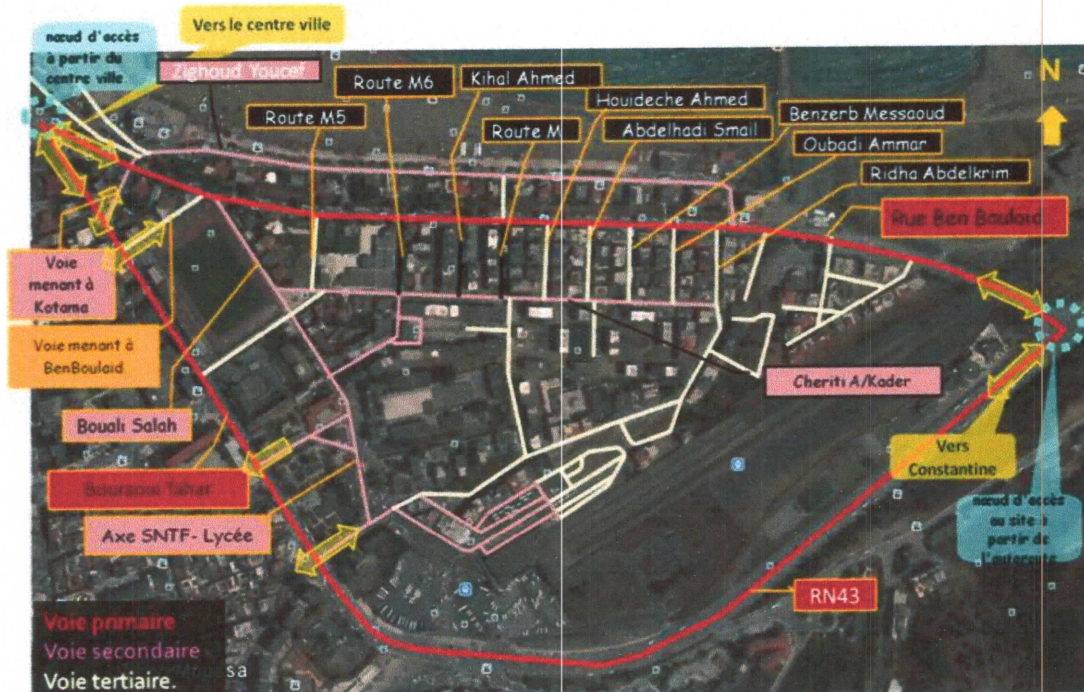 Vers le centre ville
nœud d'accès
à partir du
centre ville
Zighoud Youcef
Route M6
Kihal Ahmed
Houideche Ahmed
Benzerb Messaoud
N
Route M5
Route M
Abdelhadi Smail
Oubadi Ammar
Ridha Abdelkrim
Rue Ben Boulaid
Voie
menant à
Kotama
Voie menant à
BenBoulaid
Cheriti A/Kader
Bouali Salah
Vers
Constantine
Bouraoui Tahar
Axe SNTF- Lycée
nœud d'accès
au site à
partir de
l'autoroute
RN43
Voie primaire
Voie secondaire
sa
Voie tertiaire.